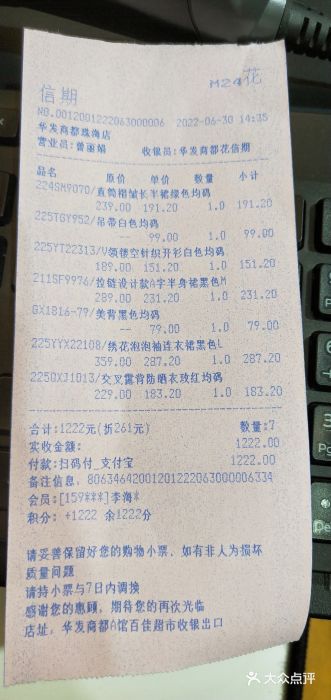 信期
M24花
NO.0012001222063000006 2022-06-30 14:35
华发商都珠海店
营业员:曾丽娟 收银员:华发商都花信期
品名 原价 单价 数量 小计
224SM9070/直筒褶皱长半裙绿色均码
239.00 191.20 1.0 191.20
225TGY952/吊带白色均码
-- 99.00 1.0 99.00
225YT22313/V领镂空针织开衫白色均码
189.00 151.20 1.0 151.20
211SF9976/拉链设计款A字半身裙黑色M
289.00 231.20 1.0 231.20
GX1816-77/美背黑色均码
-- 79.00 1.0 79.00
225YYX22108/绣花泡泡袖连衣裙黑色L
359.00 287.20 1.0 287.20
225QXJ1013/交叉露背防晒衣玫红均码
229.00 183.20 1.0 183.20
合计:1222元(折261元) 数量:7
实收金额: 1222.00
付款:扫码付_支付宝 1222.00
备注信息,
会员:[159***]李海*
积分: +1222 余1222分
请妥善保留好您的购物小票、如有非人为损坏
质量问题
请持小票与7日内调换
感谢您的惠顾，期待您的再次光临
店址，华发商都A馆百佳超市收银出口
大众点评